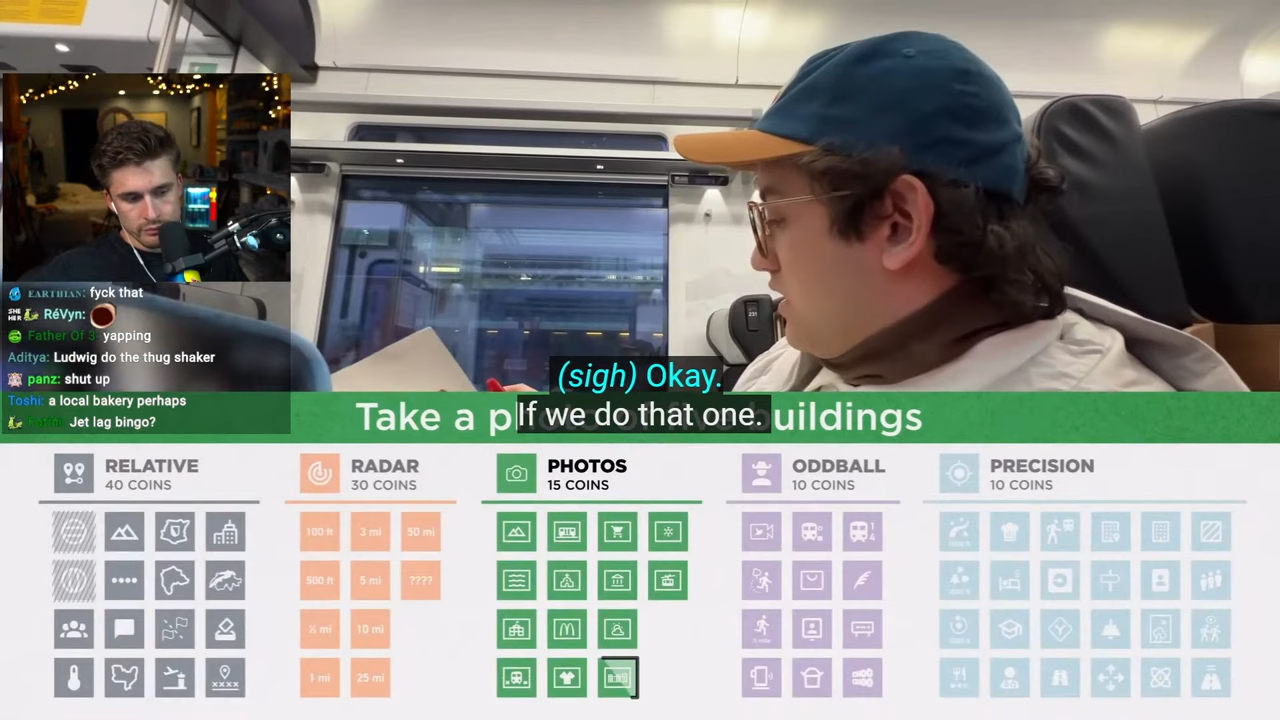 EARTHIAN: fyck that
SHE HER RéVyn:
Father Of 3 yapping
Aditya: Ludwig do the thug shaker
panz: shut up
Toshi: a local bakery perhaps
Jet lag bingo?
251
(sigh) Okay.
If we do that one.
Take a p uildings
RELATIVE
40 COINS
RADAR
30 COINS
PHOTOS
15 COINS
ODDBALL
10 COINS
PRECISION
10 COINS
100 ft 3 mi 50 mi
500 ft 5 mi ????
½ mi 10 mi
1 mi 25 mi